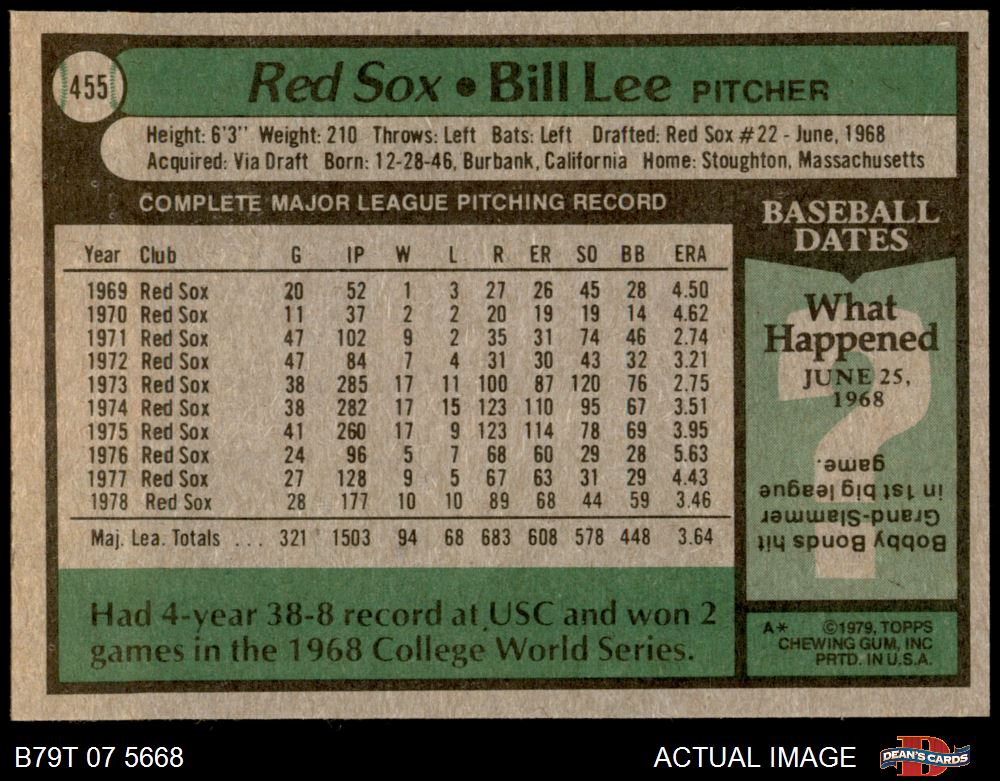 455
Red Sox • Bill Lee PITCHER
Height: 6'3" Weight: 210 Throws: Left Bats: Left Drafted: Red Sox #22 - June, 1968
Acquired: Via Draft Born: 12-28-46, Burbank, California Home: Stoughton, Massachusetts
COMPLETE MAJOR LEAGUE PITCHING RECORD
Year Club G IP W L R ER SO BB ERA
1969 Red Sox 20 52 1 3 27 26 45 28 4.50
1970 Red Sox 11 37 2 2 20 19 19 14 4.62
1971 Red Sox 47 102 9 2 35 31 74 46 2.74
1972 Red Sox 47 84 7 4 31 30 43 32 3.21
1973 Red Sox 38 285 17 11 100 87 120 76 2.75
1974 Red Sox 38 282 17 15 123 110 95 67 3.51
1975 Red Sox 41 260 17 9 123 114 78 69 3.95
1976 Red Sox 24 96 5 7 68 60 29 28 5.63
1977 Red Sox 27 128 9 5 67 63 31 29 4.43
1978 Red Sox 28 177 10 10 89 68 44 59 3.46
Maj. Lea. Totals ... 321 1503 94 68 683 608 578 448 3.64
Had 4-year 38-8 record at USC and won 2
games in the 1968 College World Series.
BASEBALL
DATES
What
Happened
JUNE 25,
1968
?
Bobby Bonds hit
Grand-Slammer
in 1st big league
game.
A* ©1979, TOPPS
CHEWING GUM, INC
PRTD. IN U.S.A.
B79T 07 5668
ACTUAL IMAGE
DEAN'S CARDS